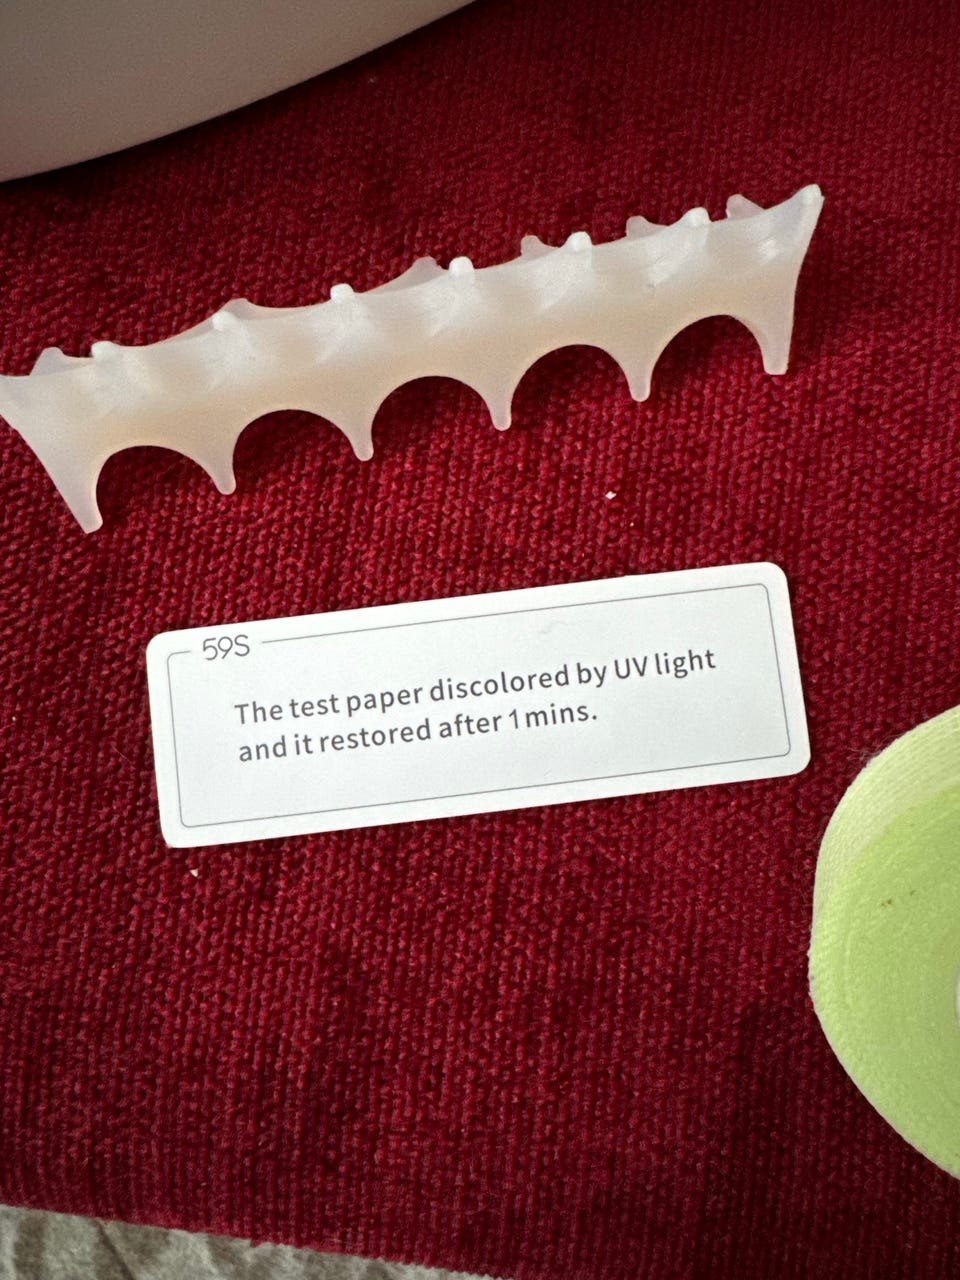 59S
The test paper discolored by UV light
and it restored after 1 mins.